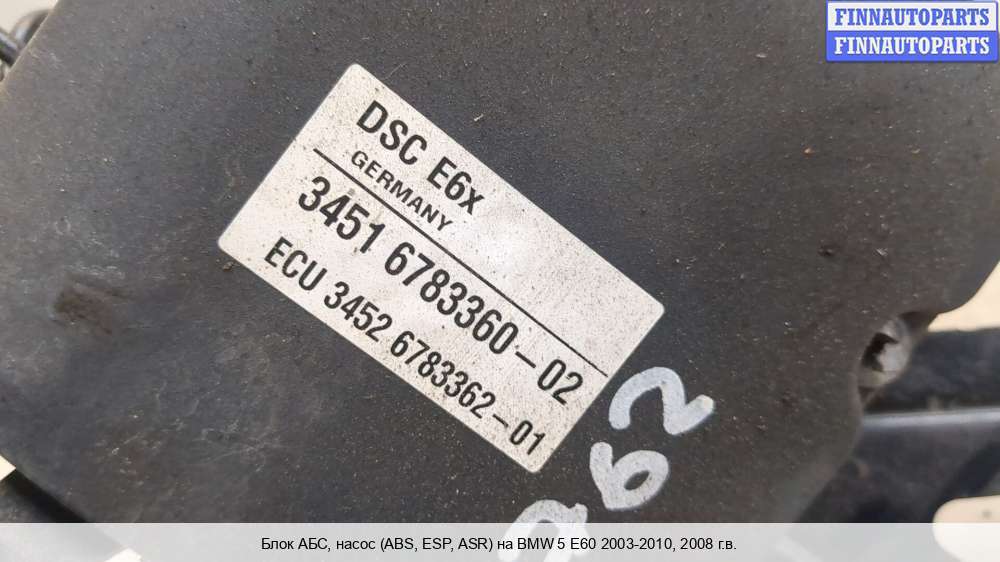 FINNAUTOPARTS
FINNAUTOPARTS
DSC E6x
GERMANY
3451 6783360-02
ECU 3452 6783362-01
962
Блок АБС, насос (ABS, ESP, ASR) на BMW 5 E60 2003-2010, 2008 г.в.